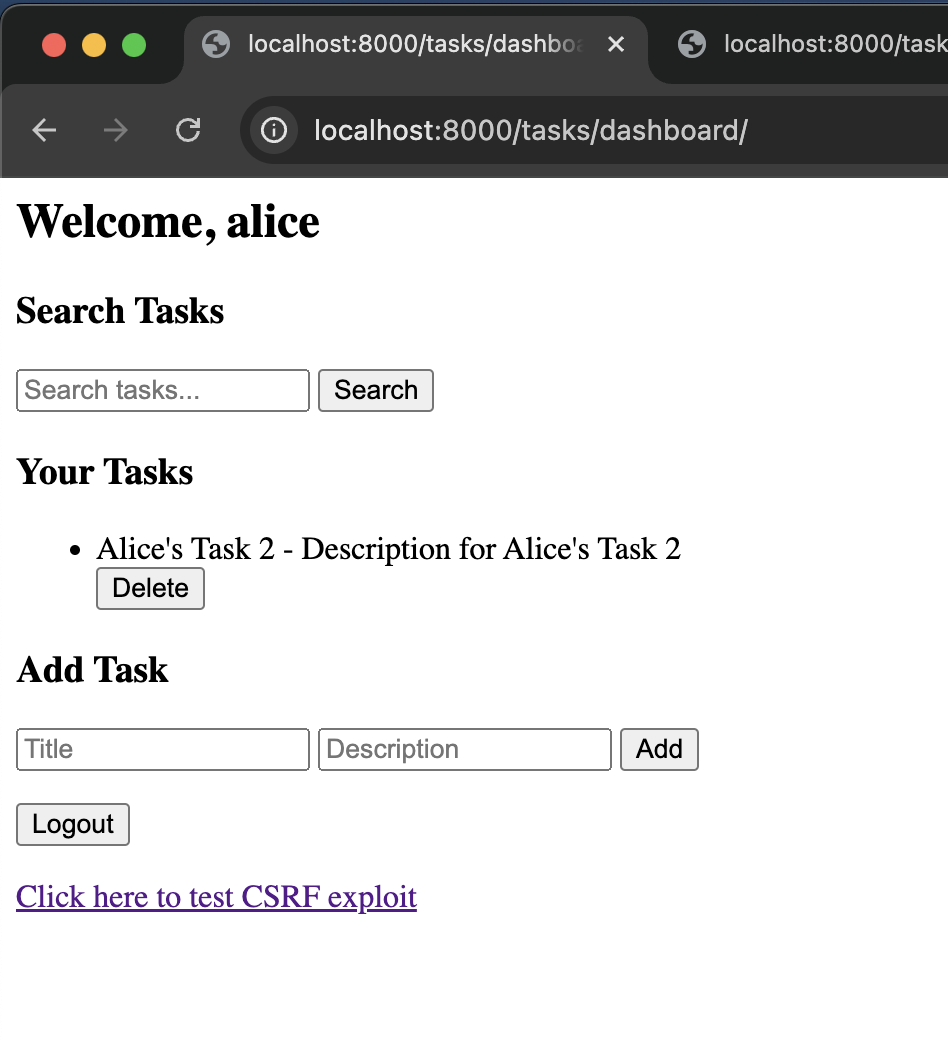 localhost:8000/tasks/dashboa
localhost:8000/task
localhost:8000/tasks/dashboard/
Welcome, alice
Search Tasks
Search tasks... Search
Your Tasks
• Alice's Task 2 - Description for Alice's Task 2
Delete
Add Task
Title Description Add
Logout
Click here to test CSRF exploit